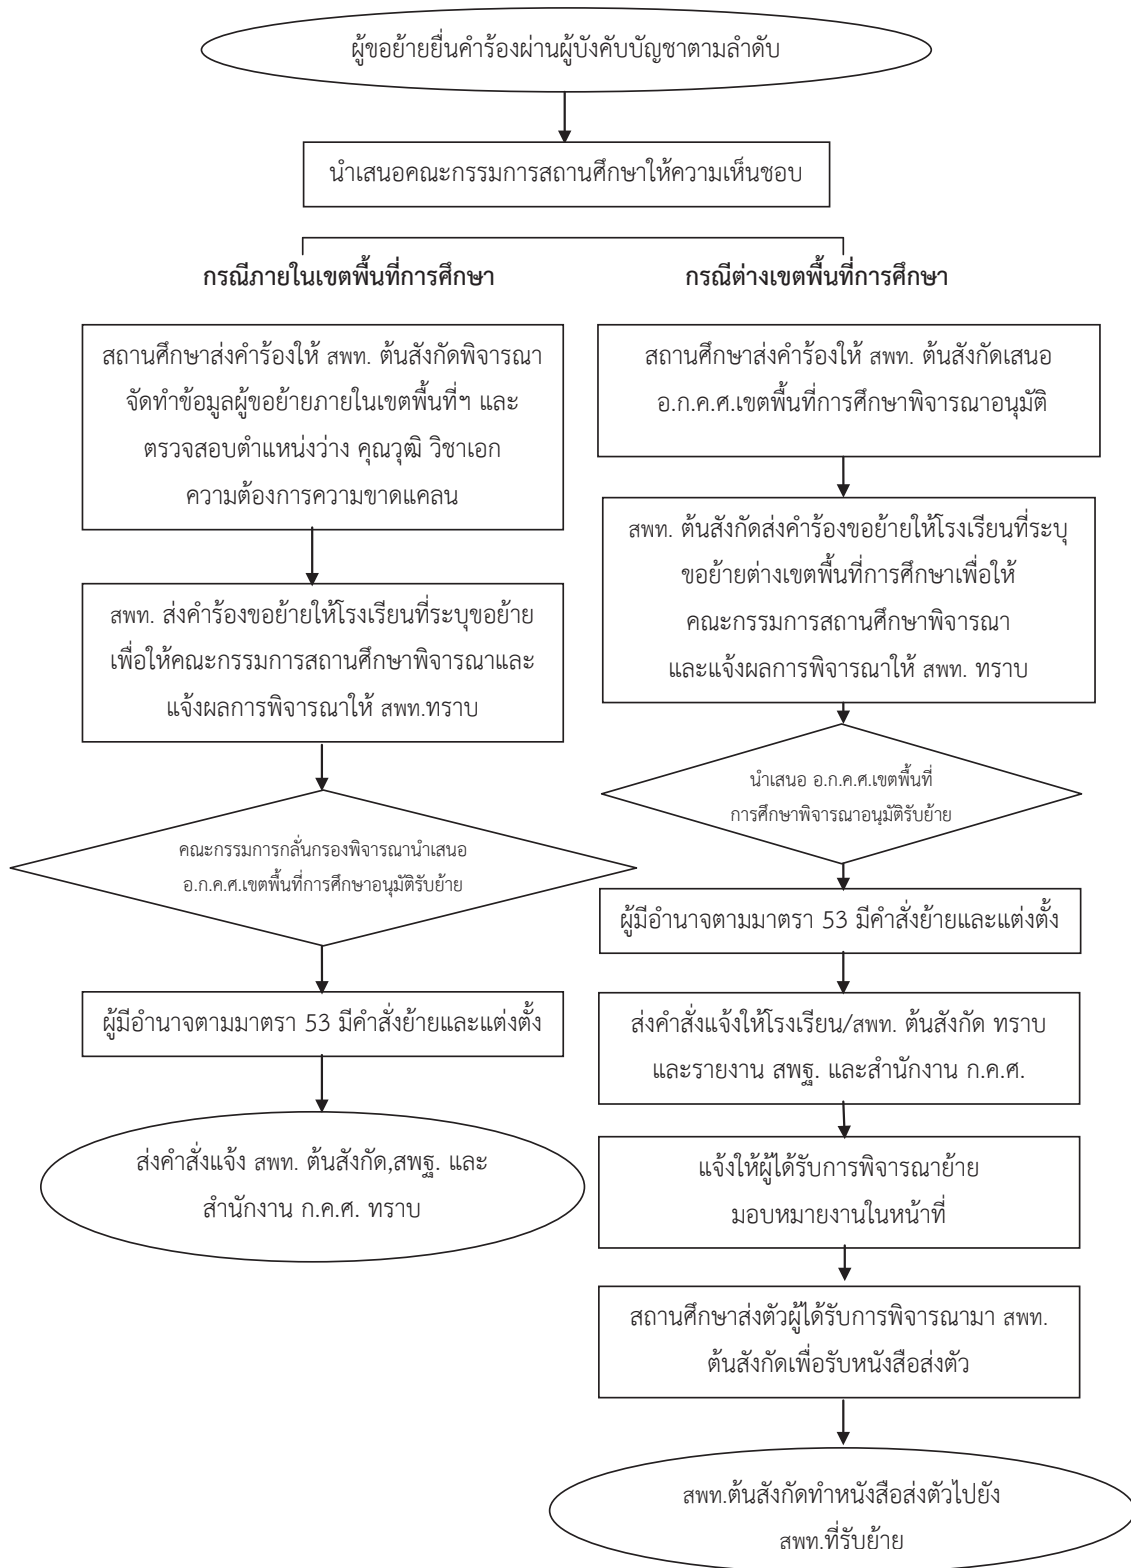 ผู้ขอย้ายยื่นคำร้องผ่านผู้บังคับบัญชาตามลำดับ
นำเสนอคณะกรรมการสถานศึกษาให้ความเห็นชอบ
กรณีภายในเขตพื้นที่การศึกษา
สถานศึกษาส่งคำร้องให้ สพท. ต้นสังกัดพิจารณา
จัดทำข้อมูลผู้ขอย้ายภายในเขตพื้นที่ฯ และ
ตรวจสอบตำแหน่งว่าง คุณวุฒิ วิชาเอก
ความต้องการความขาดแคลน
สพท. ส่งคำร้องขอย้ายให้โรงเรียนที่ระบุขอย้าย
เพื่อให้คณะกรรมการสถานศึกษาพิจารณาและ
แจ้งผลการพิจารณาให้ สพท.ทราบ
คณะกรรมการกลั่นกรองพิจารณานำเสนอ
อ.ก.ค.ศ.เขตพื้นที่การศึกษาอนุมัติรับย้าย
ผู้มีอำนาจตามมาตรา 53 มีคำสั่งย้ายและแต่งตั้ง
ส่งคำสั่งแจ้ง สพท. ต้นสังกัด,สพฐ. และ
สำนักงาน ก.ค.ศ. ทราบ
กรณีต่างเขตพื้นที่การศึกษา
สถานศึกษาส่งคำร้องให้ สพท. ต้นสังกัดเสนอ
อ.ก.ค.ศ.เขตพื้นที่การศึกษาพิจารณาอนุมัติ
สพท. ต้นสังกัดส่งคำร้องขอย้ายให้โรงเรียนที่ระบุ
ขอย้ายต่างเขตพื้นที่การศึกษาเพื่อให้
คณะกรรมการสถานศึกษาพิจารณา
และแจ้งผลการพิจารณาให้ สพท. ทราบ
นำเสนอ อ.ก.ค.ศ.เขตพื้นที่
การศึกษาพิจารณาอนุมัติรับย้าย
ผู้มีอำนาจตามมาตรา 53 มีคำสั่งย้ายและแต่งตั้ง
ส่งคำสั่งแจ้งให้โรงเรียน/สพท. ต้นสังกัด ทราบ
และรายงาน สพฐ. และสำนักงาน ก.ค.ศ.
แจ้งให้ผู้ได้รับการพิจารณาย้าย
มอบหมายงานในหน้าที่
สถานศึกษาส่งตัวผู้ได้รับการพิจารณามา สพท.
ต้นสังกัดเพื่อรับหนังสือส่งตัว
สพท.ต้นสังกัดทำหนังสือส่งตัวไปยัง
สพท.ที่รับย้าย